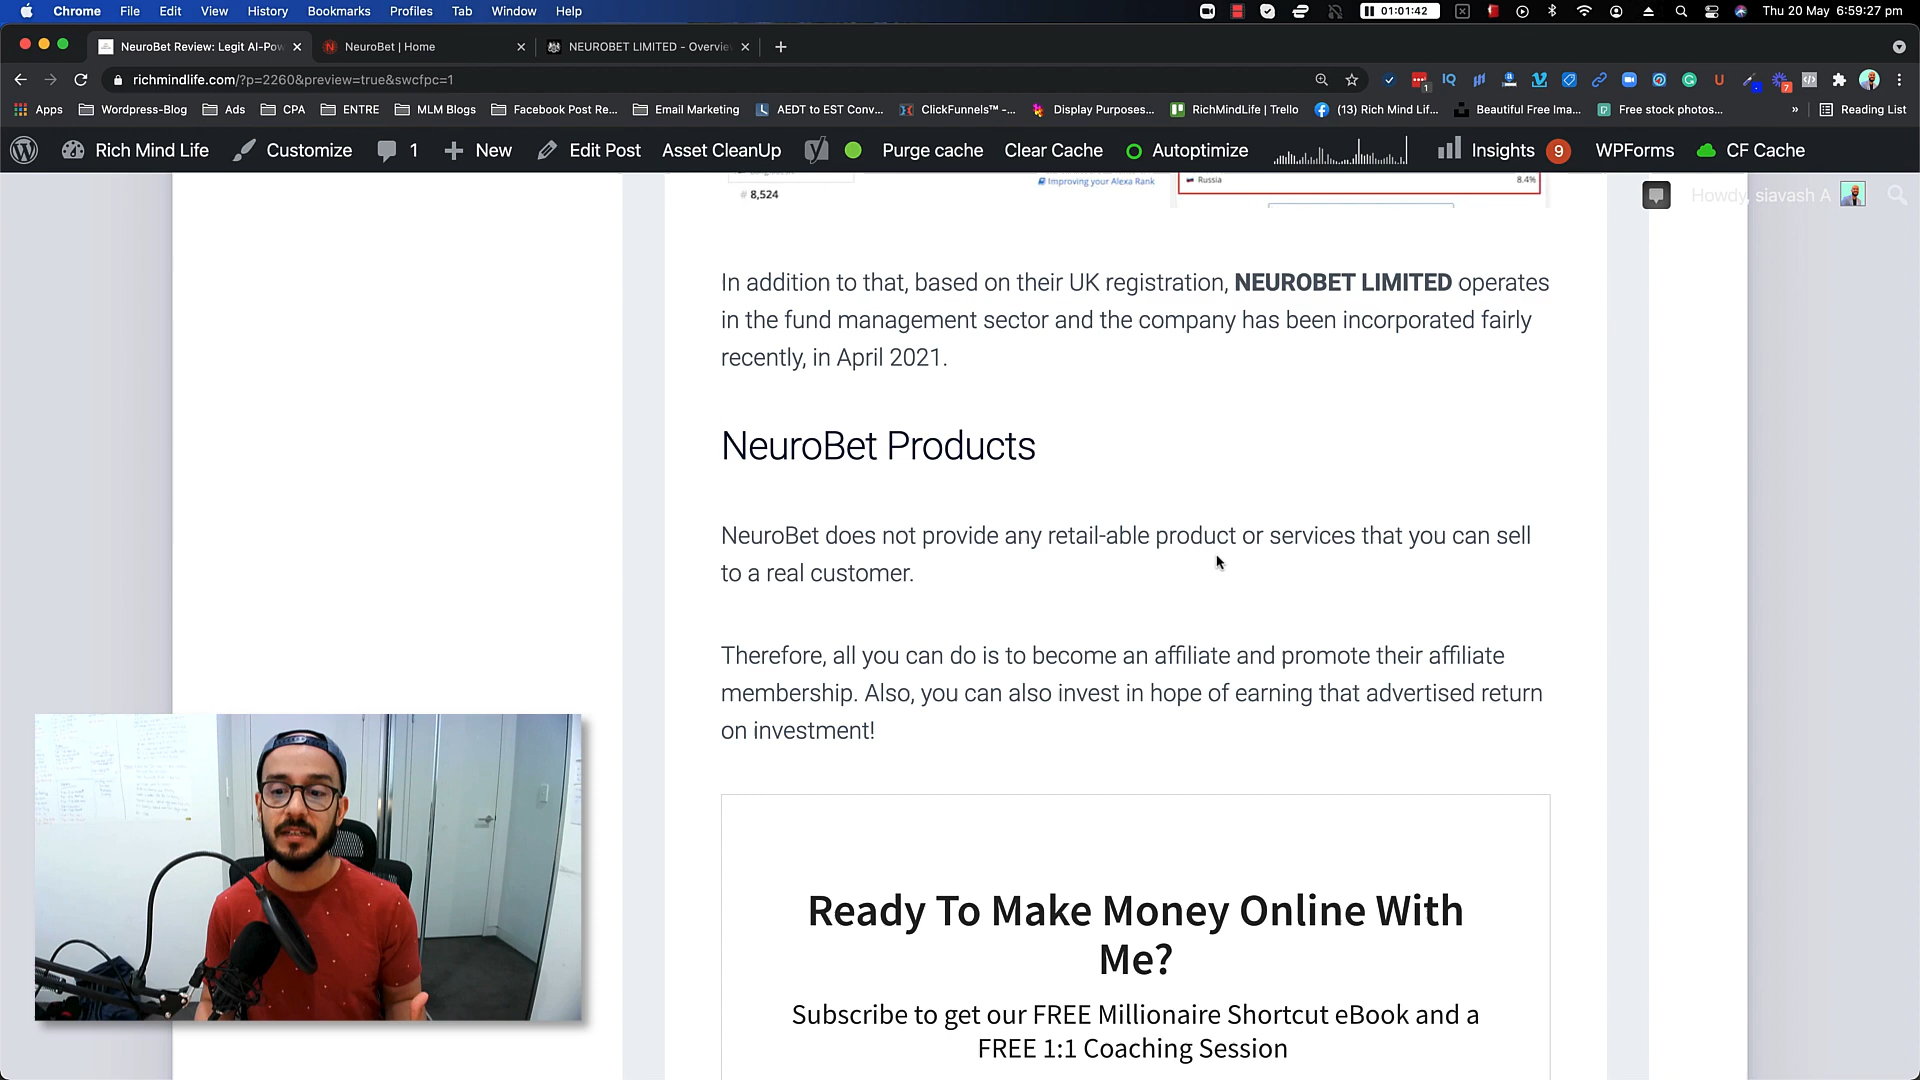 Chrome File Edit View History Bookmarks Profiles Tab Window Help 01:01:42 Thu 20 May 6:59:27 pm
NeuroBet Review: Legit AI-Pow NeuroBet | Home NEUROBET LIMITED - Overvie
richmindlife.com/?p=2260&preview=true&swcfpc=1
Apps Wordpress-Blog Ads CPA ENTRE MLM Blogs Facebook Post Re... Email Marketing AEDT to EST Conv... ClickFunnels™ -... Display Purposes... RichMindLife | Trello (13) Rich Mind Lif... Beautiful Free Ima... Free stock photos... » Reading List
Rich Mind Life Customize 1 New Edit Post Asset CleanUp Purge cache Clear Cache Autoptimize Insights 9 WPForms CF Cache
Howdy, siavash A
Improving your Alexa Rank Russia 8.4%
# 8,524
In addition to that, based on their UK registration, NEUROBET LIMITED operates
in the fund management sector and the company has been incorporated fairly
recently, in April 2021.
NeuroBet Products
NeuroBet does not provide any retail-able product or services that you can sell
to a real customer.
Therefore, all you can do is to become an affiliate and promote their affiliate
membership. Also, you can also invest in hope of earning that advertised return
on investment!
Ready To Make Money Online With
Me?
Subscribe to get our FREE Millionaire Shortcut eBook and a
FREE 1:1 Coaching Session